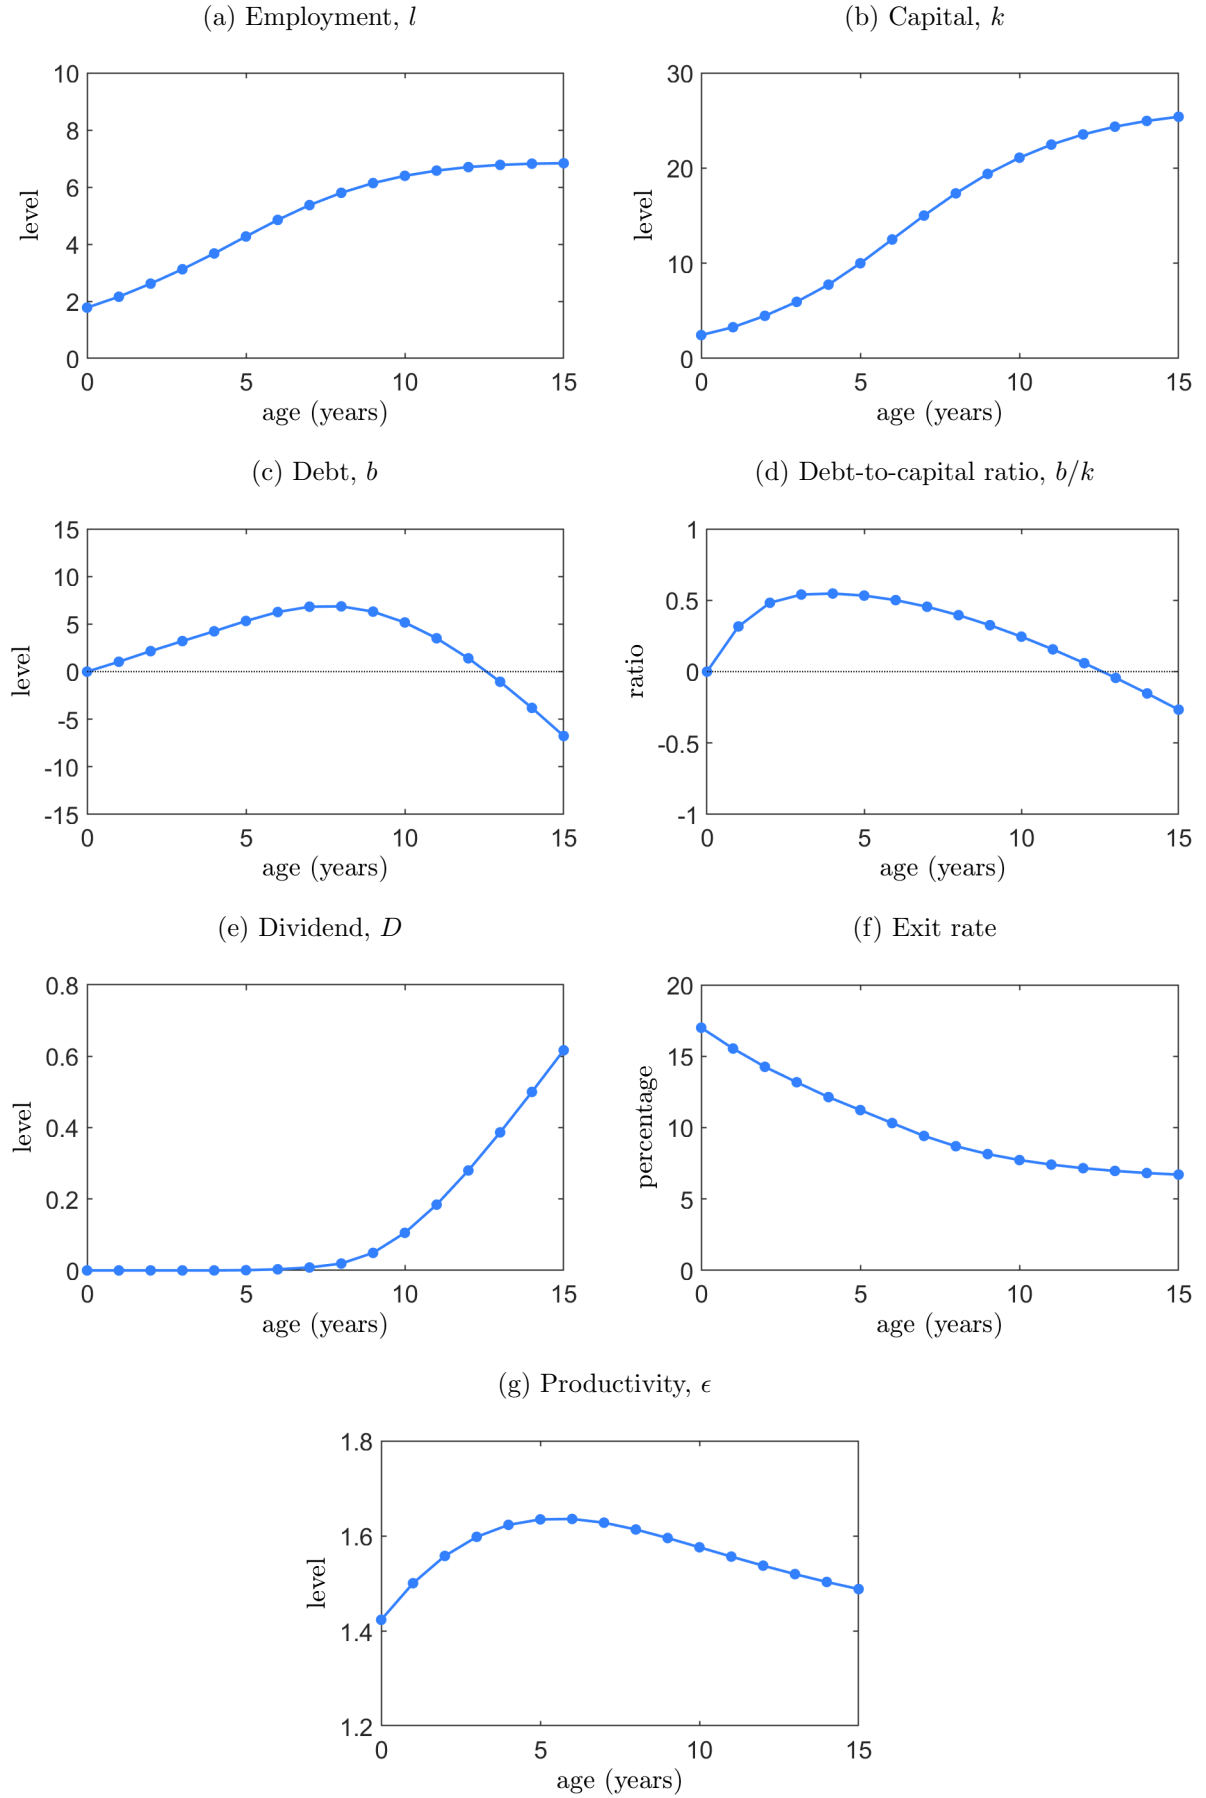 (a) Employment, l
10
8
6
4
2
0
level
0 5 10 15
age (years)
(b) Capital, k
30
20
10
0
level
0 5 10 15
age (years)
(c) Debt, b
15
10
5
0
-5
-10
-15
level
0 5 10 15
age (years)
(d) Debt-to-capital ratio, b/k
1
0.5
0
-0.5
-1
ratio
0 5 10 15
age (years)
(e) Dividend, D
0.8
0.6
0.4
0.2
0
level
0 5 10 15
age (years)
(f) Exit rate
20
15
10
5
0
percentage
0 5 10 15
age (years)
(g) Productivity, ϵ
1.8
1.6
1.4
1.2
level
0 5 10 15
age (years)